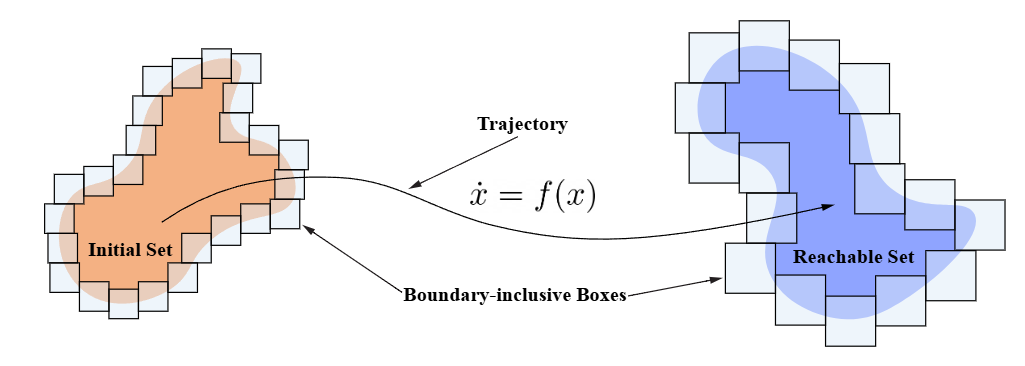 Trajectory
ẋ = f(x)
Initial Set
Reachable Set
Boundary-inclusive Boxes